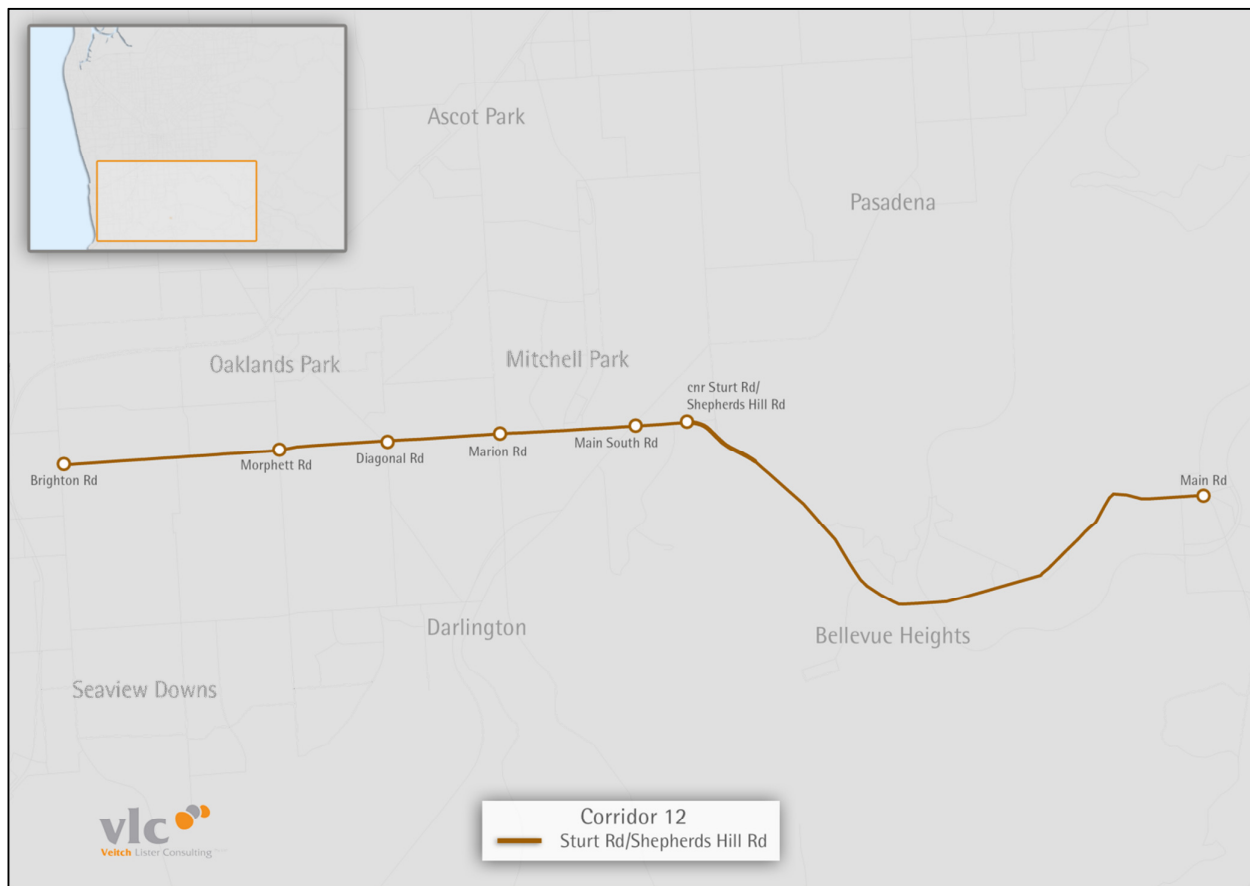 Ascot Park
Pasadena
Oaklands Park
Mitchell Park
cnr Sturt Rd/
Shepherds Hill Rd
Brighton Rd
Morphett Rd
Diagonal Rd
Marion Rd
Main South Rd
Main Rd
Darlington
Bellevue Heights
Seaview Downs
vlc
Veitch Lister Consulting
Corridor 12
Sturt Rd/Shepherds Hill Rd